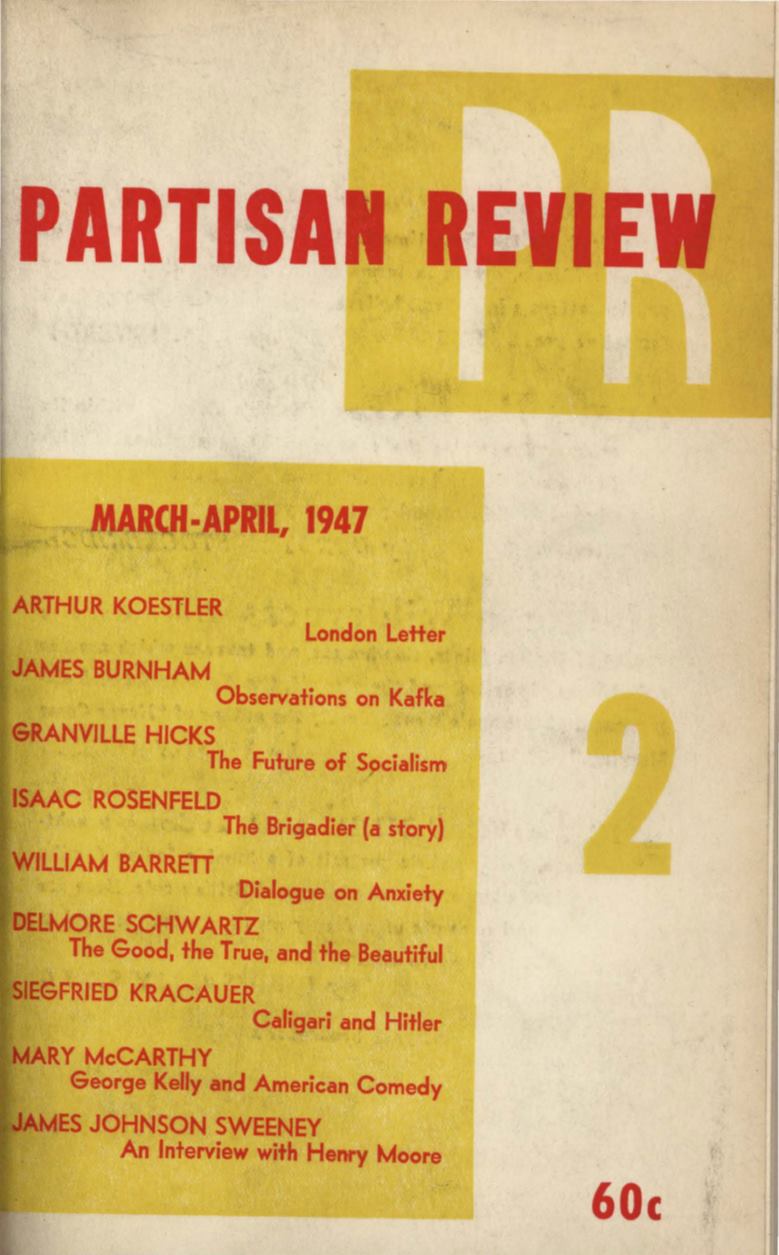 PR
PARTISAN REVIEW
MARCH-APRIL, 1947
ARTHUR KOESTLER
London Letter
JAMES BURNHAM
Observations on Kafka
GRANVILLE HICKS
The Future of Socialism
ISAAC ROSENFELD
The Brigadier (a story)
WILLIAM BARRETT
Dialogue on Anxiety
DELMORE SCHWARTZ
The Good, the True, and the Beautiful
SIEGFRIED KRACAUER
Caligari and Hitler
MARY McCARTHY
George Kelly and American Comedy
JAMES JOHNSON SWEENEY
An Interview with Henry Moore
2
60c